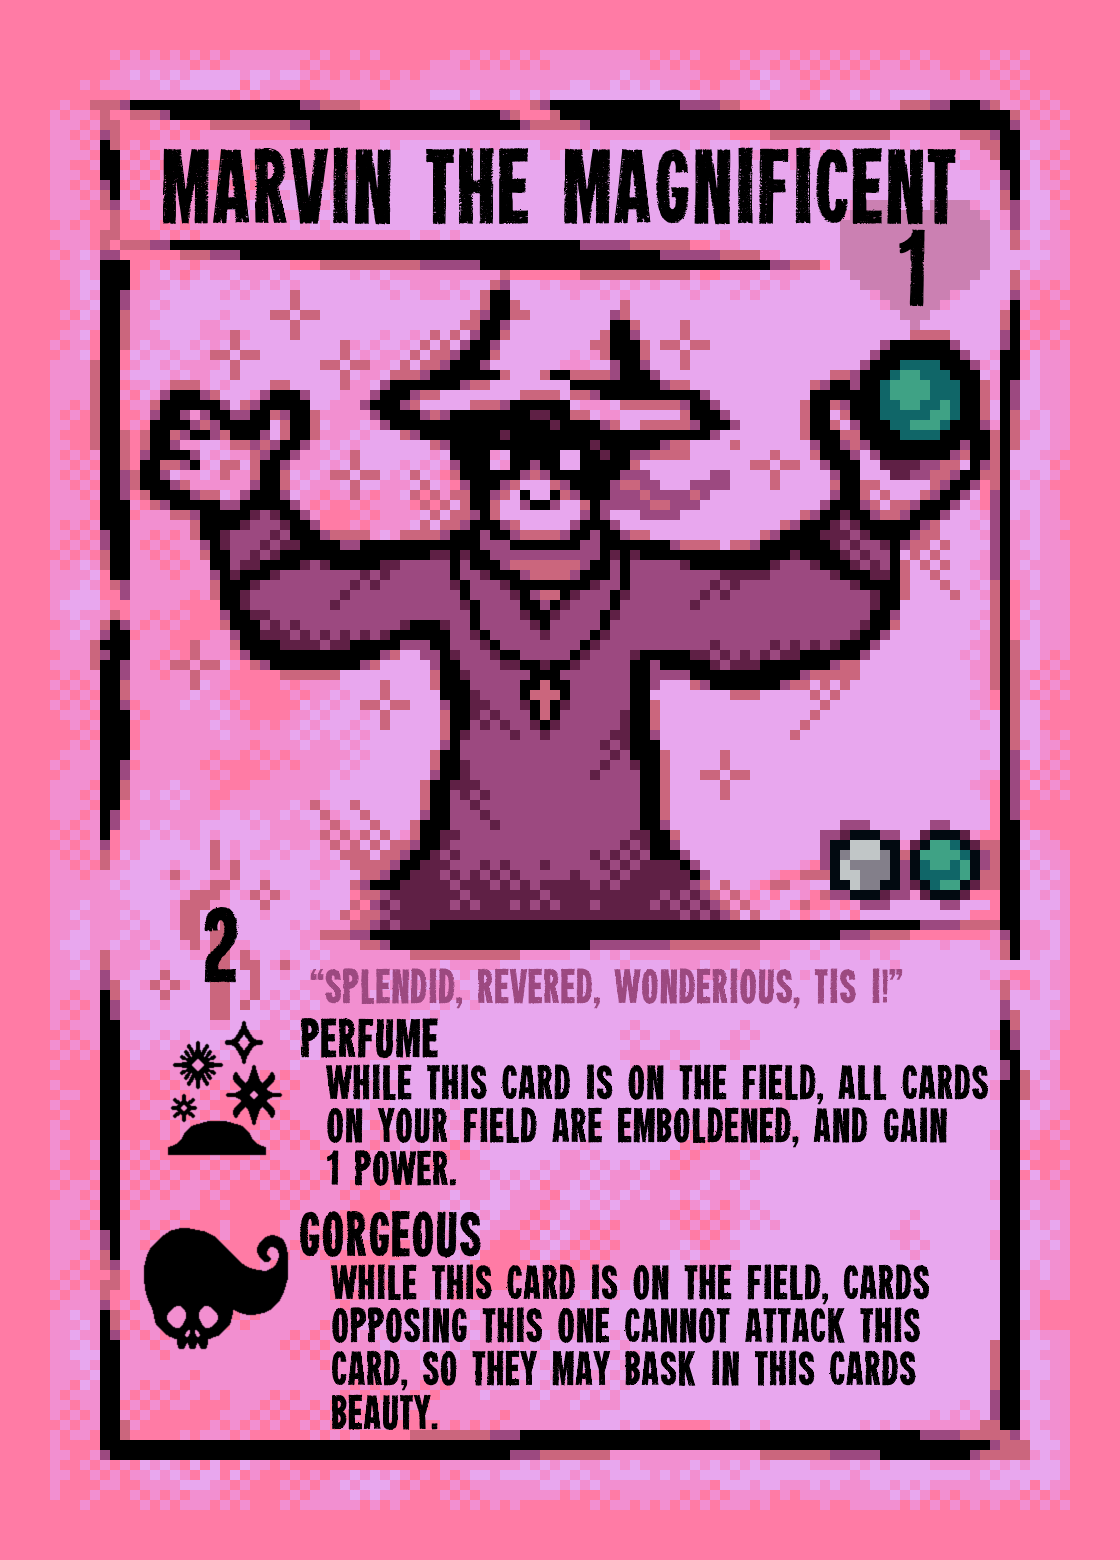 MARVIN THE MAGNIFICENT
1
2
“SPLENDID, REVERED, WONDERIOUS, TIS I!”
PERFUME
WHILE THIS CARD IS ON THE FIELD, ALL CARDS
ON YOUR FIELD ARE EMBOLDENED, AND GAIN
1 POWER.
GORGEOUS
WHILE THIS CARD IS ON THE FIELD, CARDS
OPPOSING THIS ONE CANNOT ATTACK THIS
CARD, SO THEY MAY BASK IN THIS CARDS
BEAUTY.